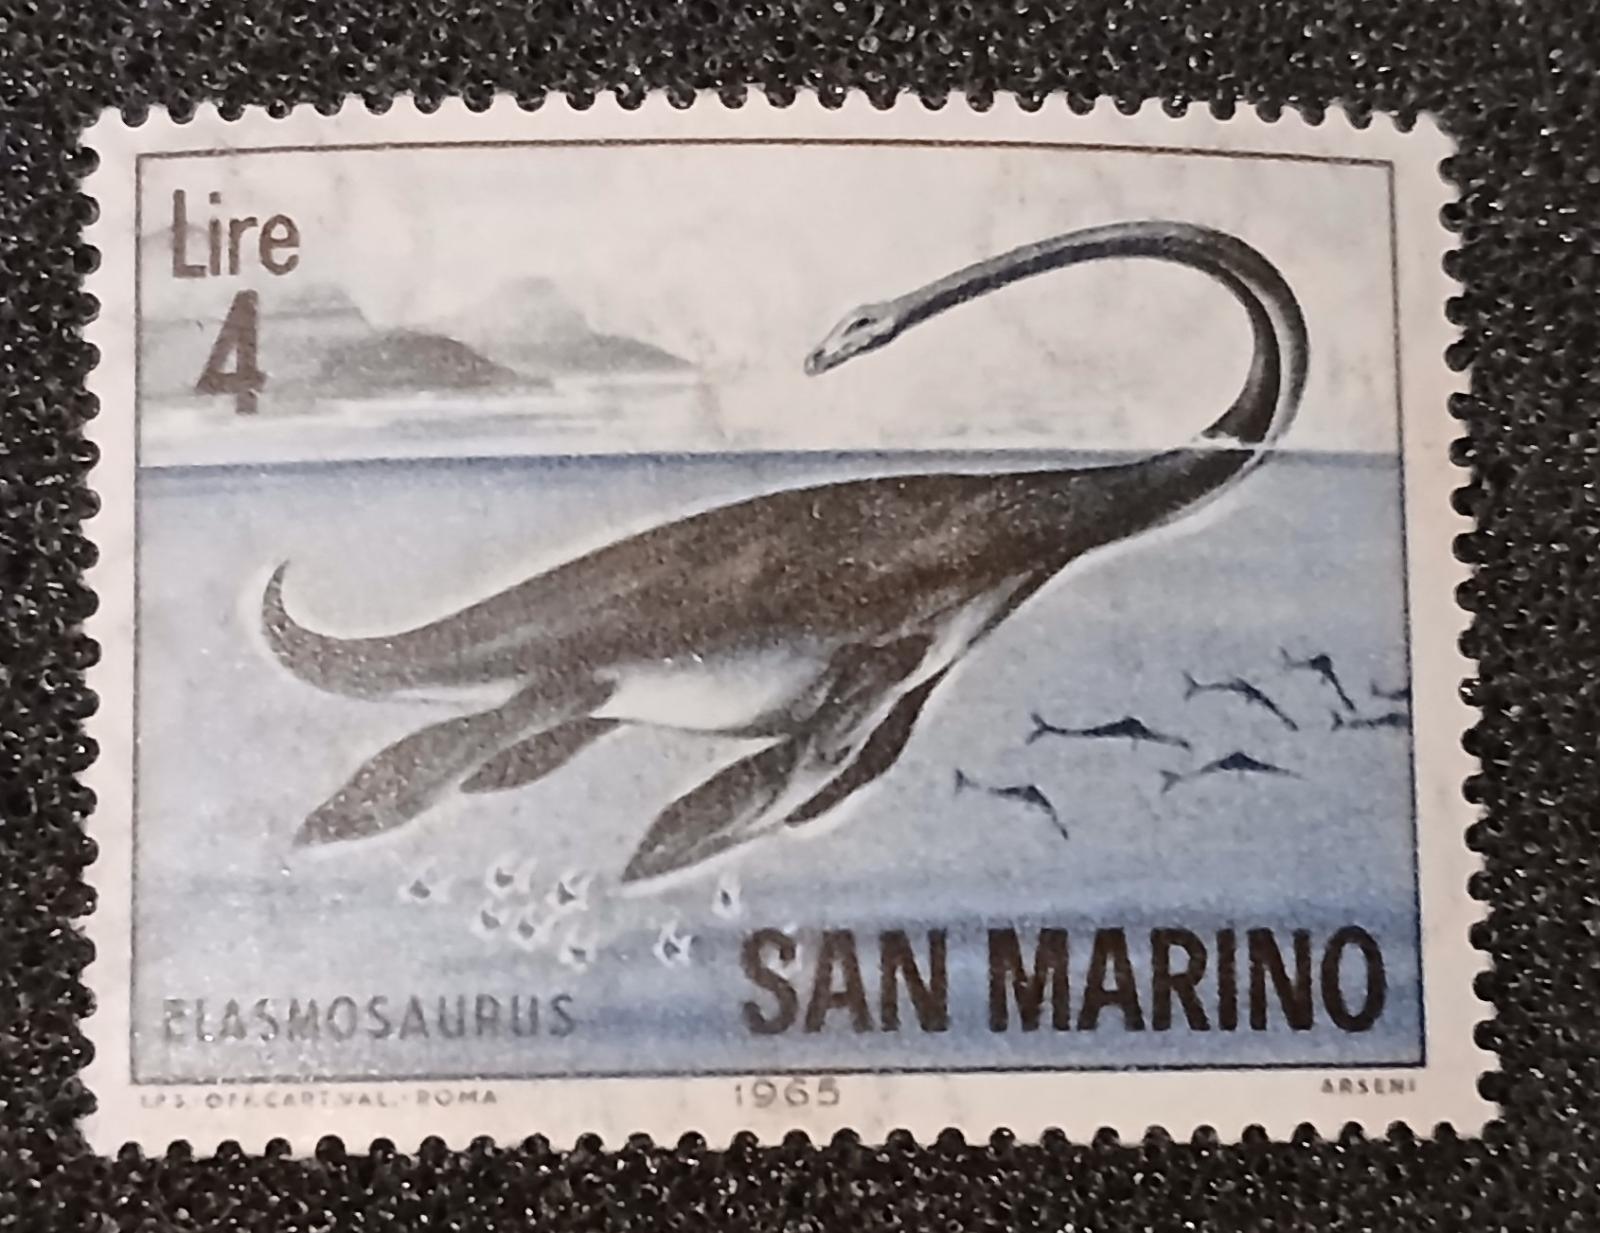 Lire
4
ELASMOSAURUS
SAN MARINO
I.P.S. OFF. CART. VAL. - ROMA
1965
ARSENI